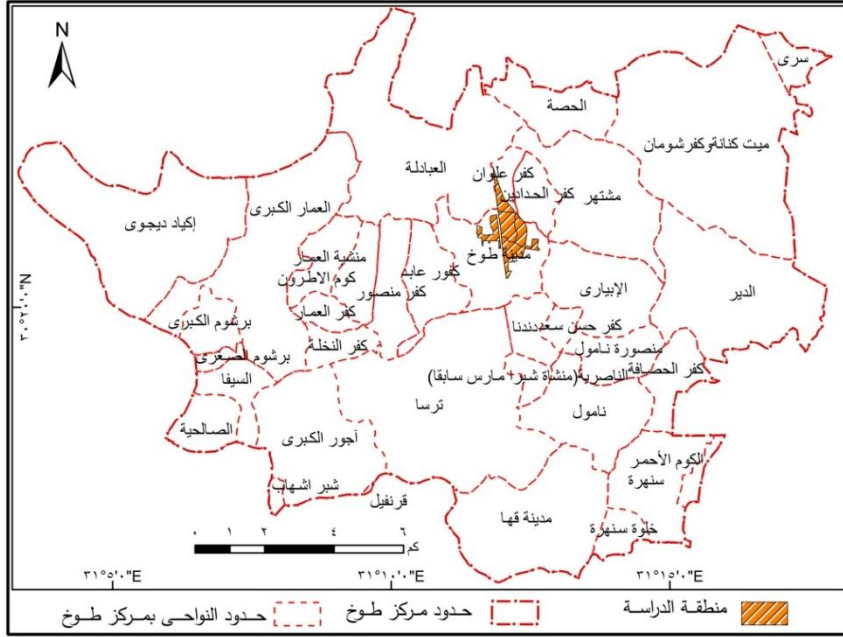 N
سرى
الحصة
ميت كنانة وكفر شومان
العبادلة
كفر علوان
كفر الحدادين
مشتهر
العمار الكبرى
إكياد ديجوى
مدينة طوخ
منشية العمار
كفور عابد
كوم الاطرون
كفر منصور
الإبيارى
الدير
٣٠°٢٠'٠"N
برشوم الكبرى
كفر العمار
كفر حسن سعد
دندنا
كفر النخلة
منصورة نامول
برشوم الصغرى
كفر الحصافة
السيفا
الناصرية (منشاة شبرا مارس سابقا)
ترسا
نامول
الصالحية
آجور الكبرى
الكوم الأحمر
سنهرة
شبر اشهاب
قرنفيل
مدينة قها
خلوة سنهرة
٠ ١ ٢ ٤ ٦
كم
٣١°٥'٠"E ٣١°١٠'٠"E ٣١°١٥'٠"E
منطقة الدراسة
حدود مركز طوخ
حدود النواحى بمركز طوخ